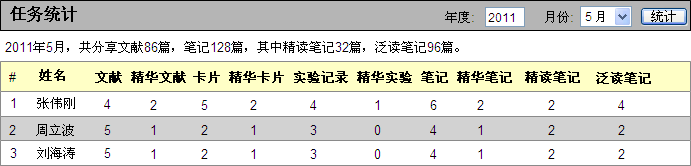 任务统计 年度: 2011 月份: 5 月 统计
2011年5月，共分享文献86篇，笔记128篇，其中精读笔记32篇，泛读笔记96篇。
# 姓名 文献 精华文献 卡片 精华卡片 实验记录 精华实验 笔记 精华笔记 精读笔记 泛读笔记
1 张伟刚 4 2 5 2 4 1 6 2 2 4
2 周立波 5 1 2 1 3 0 4 1 2 2
3 刘海涛 5 1 2 1 3 0 4 1 2 2